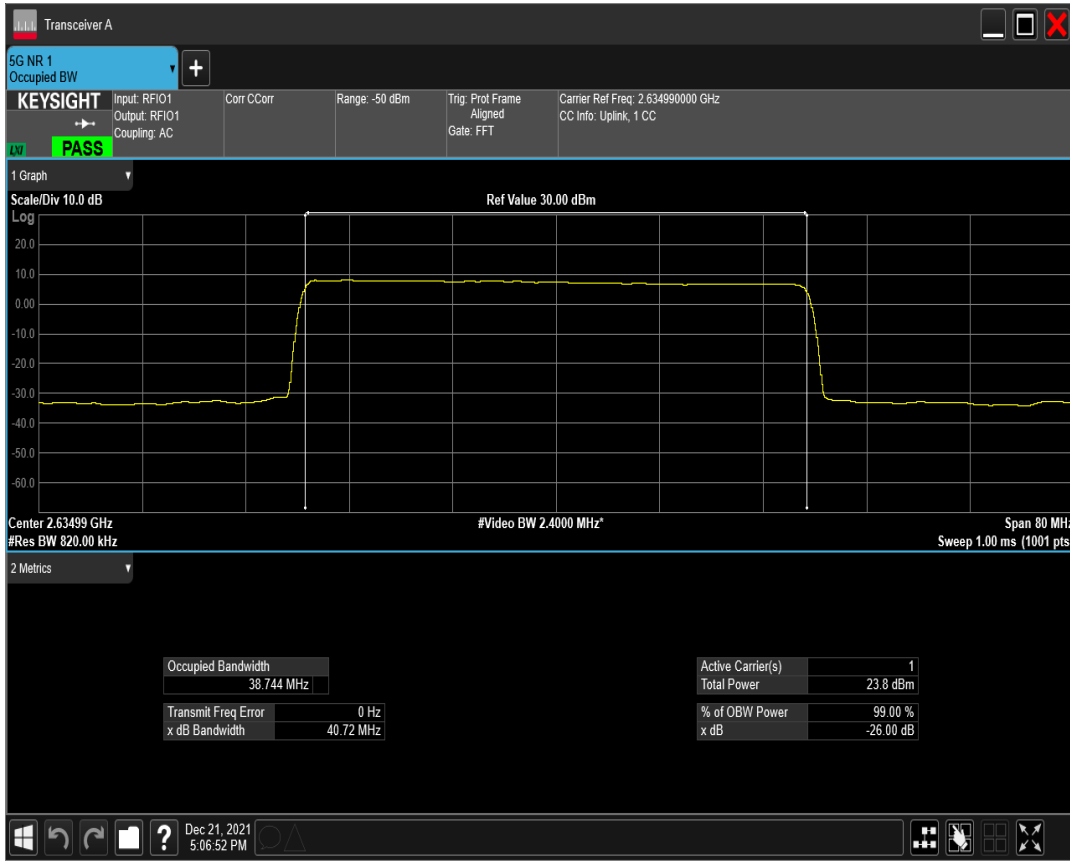 Transceiver A
5G NR 1
Occupied BW
KEYSIGHT
LXI
PASS
Input: RFIO1
Output: RFIO1
Coupling: AC
Corr CCorr
Range: -50 dBm
Trig: Prot Frame
Aligned
Gate: FFT
Carrier Ref Freq: 2.634990000 GHz
CC Info: Uplink, 1 CC
1 Graph
Scale/Div 10.0 dB
Ref Value 30.00 dBm
Log
20.0
10.0
0.00
-10.0
-20.0
-30.0
-40.0
-50.0
-60.0
Center 2.63499 GHz
#Video BW 2.4000 MHz*
Span 80 MHz
#Res BW 820.00 kHz
Sweep 1.00 ms (1001 pts
2 Metrics
Occupied Bandwidth
38.744 MHz
Transmit Freq Error 0 Hz
x dB Bandwidth 40.72 MHz
Active Carrier(s) 1
Total Power 23.8 dBm
% of OBW Power 99.00 %
x dB -26.00 dB
?
Dec 21, 2021
5:06:52 PM